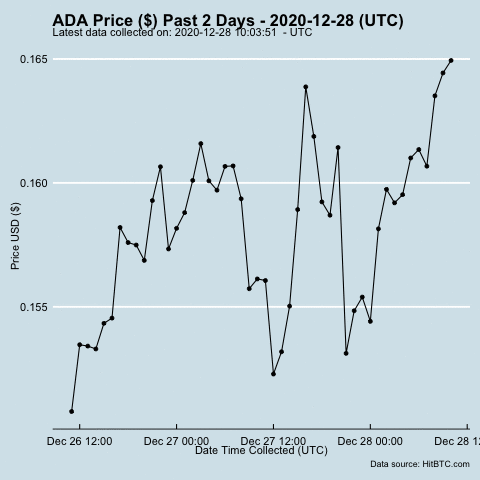 ADA Price ($) Past 2 Days - 2020-12-28 (UTC)
Latest data collected on: 2020-12-28 10:03:51 - UTC
0.165
0.160
0.155
Price USD ($)
Dec 26 12:00 Dec 27 00:00 Dec 27 12:00 Dec 28 00:00 Dec 28 1
Date Time Collected (UTC)
Data source: HitBTC.com